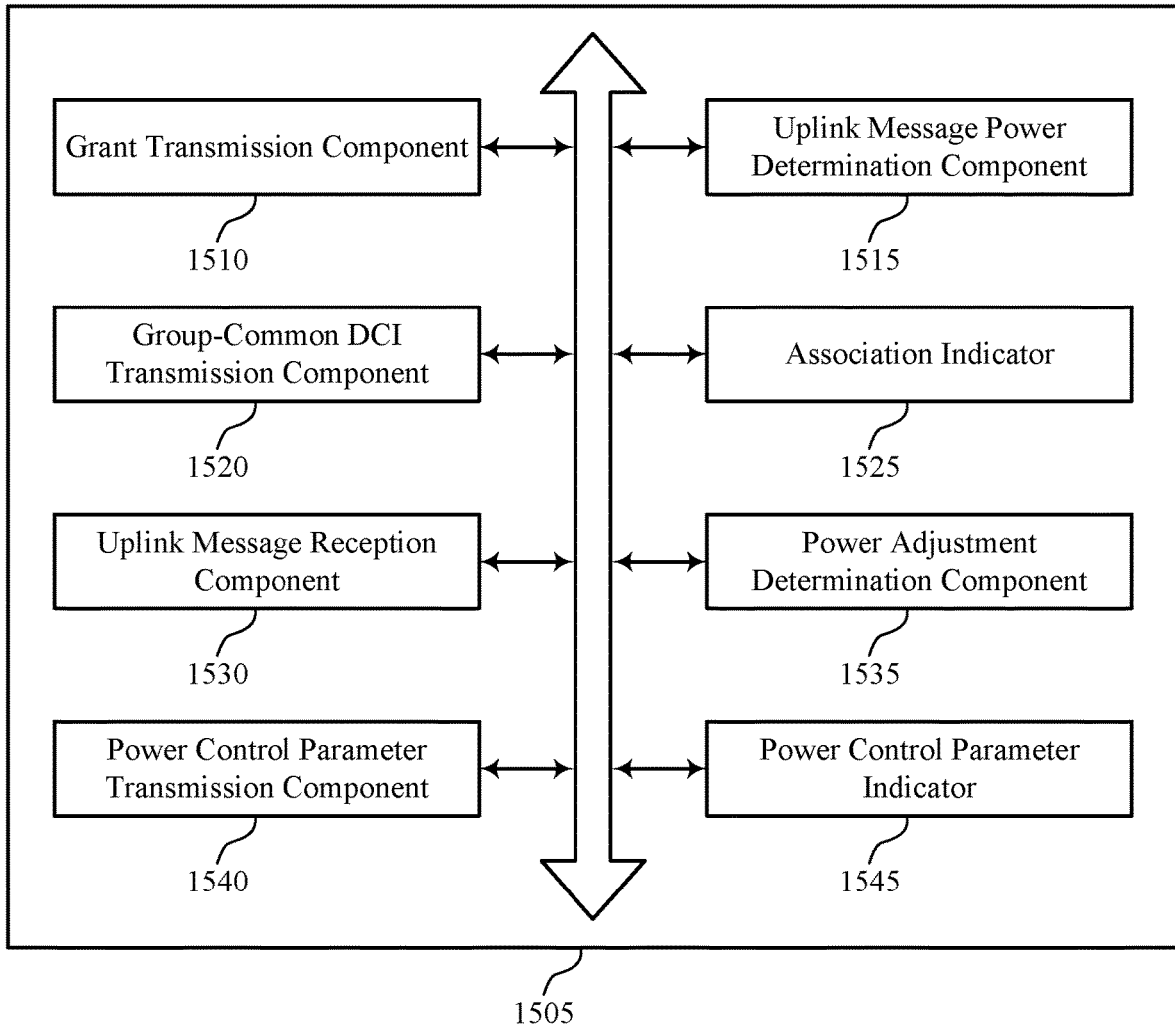 Grant Transmission Component
1510
Uplink Message Power
Determination Component
1515
Group-Common DCI
Transmission Component
1520
Association Indicator
1525
Uplink Message Reception
Component
1530
Power Adjustment
Determination Component
1535
Power Control Parameter
Transmission Component
1540
Power Control Parameter
Indicator
1545
1505